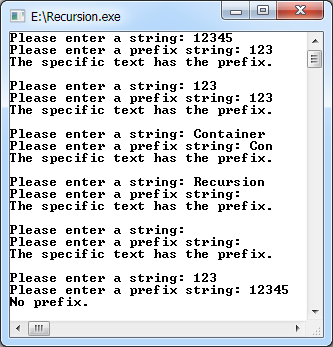 E:\Recursion.exe
Please enter a string: 12345
Please enter a prefix string: 123
The specific text has the prefix.
Please enter a string: 123
Please enter a prefix string: 123
The specific text has the prefix.
Please enter a string: Container
Please enter a prefix string: Con
The specific text has the prefix.
Please enter a string: Recursion
Please enter a prefix string:
The specific text has the prefix.
Please enter a string:
Please enter a prefix string:
The specific text has the prefix.
Please enter a string: 123
Please enter a prefix string: 12345
No prefix.